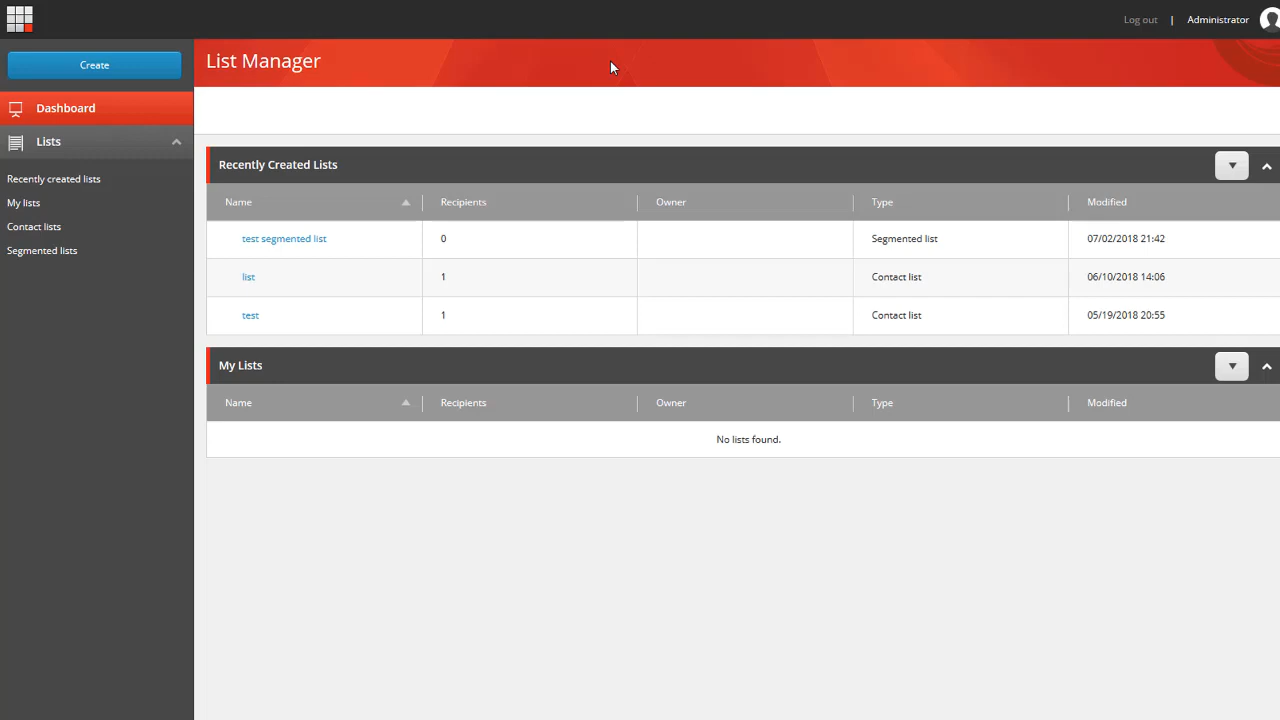 Log out | Administrator
Create
List Manager
Dashboard
Lists
Recently created lists
My lists
Contact lists
Segmented lists
Recently Created Lists
Name Recipients Owner Type Modified
test segmented list 0 Segmented list 07/02/2018 21:42
list 1 Contact list 06/10/2018 14:06
test 1 Contact list 05/19/2018 20:55
My Lists
Name Recipients Owner Type Modified
No lists found.